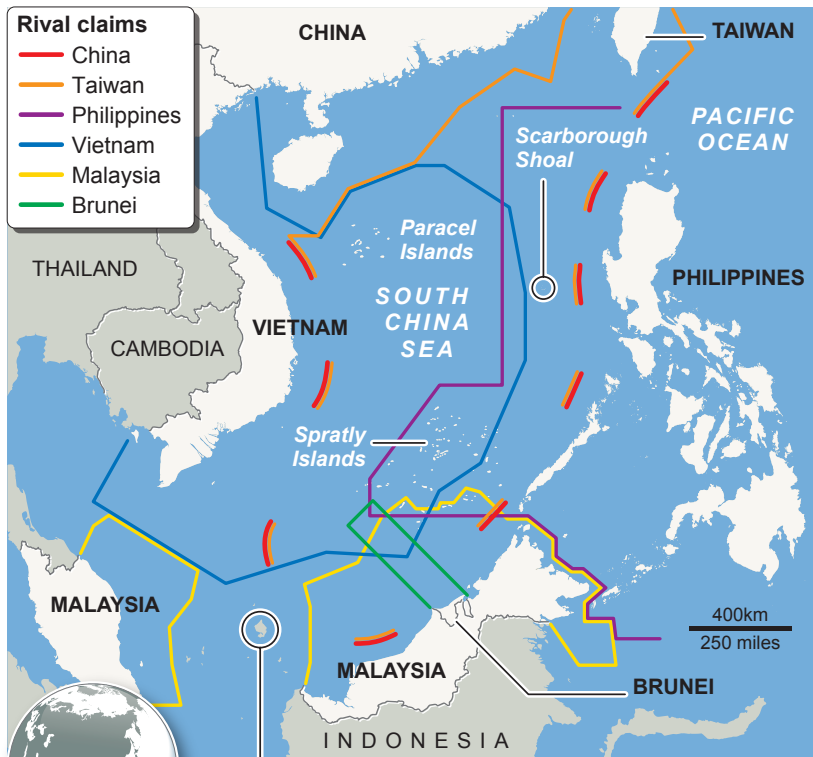 Rival claims
China
Taiwan
Philippines
Vietnam
Malaysia
Brunei
CHINA
TAIWAN
PACIFIC
OCEAN
Scarborough
Shoal
Paracel
Islands
THAILAND
SOUTH
CHINA
SEA
PHILIPPINES
VIETNAM
CAMBODIA
Spratly
Islands
MALAYSIA
400km
250 miles
MALAYSIA
BRUNEI
INDONESIA